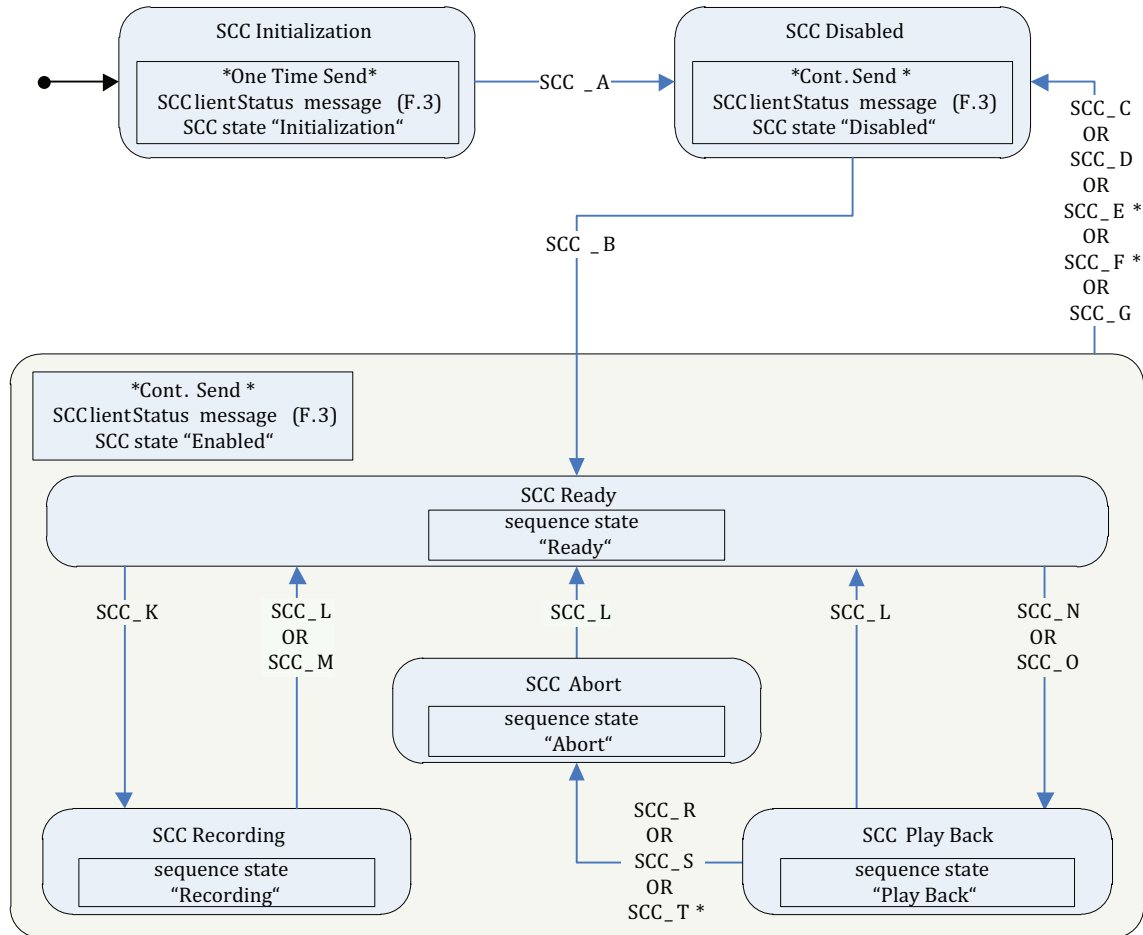 SCC Initialization
*One Time Send*
SCClientStatus message (F.3)
SCC state “Initialization“
SCC _A
SCC Disabled
*Cont. Send *
SCClientStatus message (F.3)
SCC state “Disabled“
SCC_C
OR
SCC_D
OR
SCC_E *
OR
SCC_F *
OR
SCC_G
SCC _B
*Cont. Send *
SCClientStatus message (F.3)
SCC state “Enabled“
SCC Ready
sequence state
“Ready“
SCC_K
SCC_L
OR
SCC_M
SCC_L
SCC_L
SCC_N
OR
SCC_O
SCC Abort
sequence state
“Abort“
SCC Recording
sequence state
“Recording“
SCC_R
OR
SCC_S
OR
SCC_T *
SCC Play Back
sequence state
“Play Back“